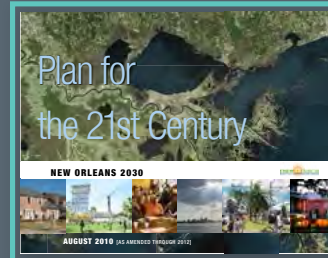 Plan for
the 21st Century
NEW ORLEANS 2030
AUGUST 2010 [AS AMENDED THROUGH 2012]